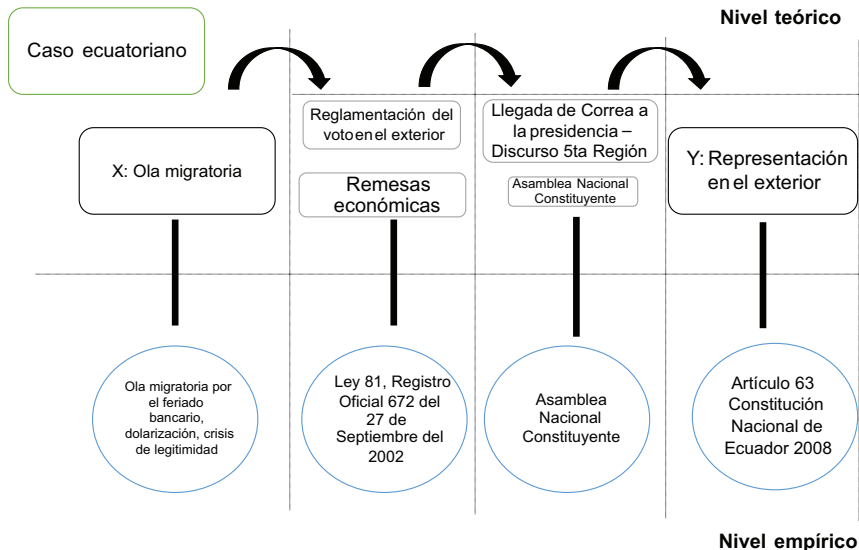 Nivel teórico
Caso ecuatoriano
X: Ola migratoria
Reglamentación del
voto en el exterior
Remesas
económicas
Llegada de Correa a
la presidencia –
Discurso 5ta Región
Asamblea Nacional
Constituyente
Y: Representación
en el exterior
Ola migratoria por
el feriado
bancario,
dolarización, crisis
de legitimidad
Ley 81, Registro
Oficial 672 del
27 de
Septiembre del
2002
Asamblea
Nacional
Constituyente
Artículo 63
Constitución
Nacional de
Ecuador 2008
Nivel empírico